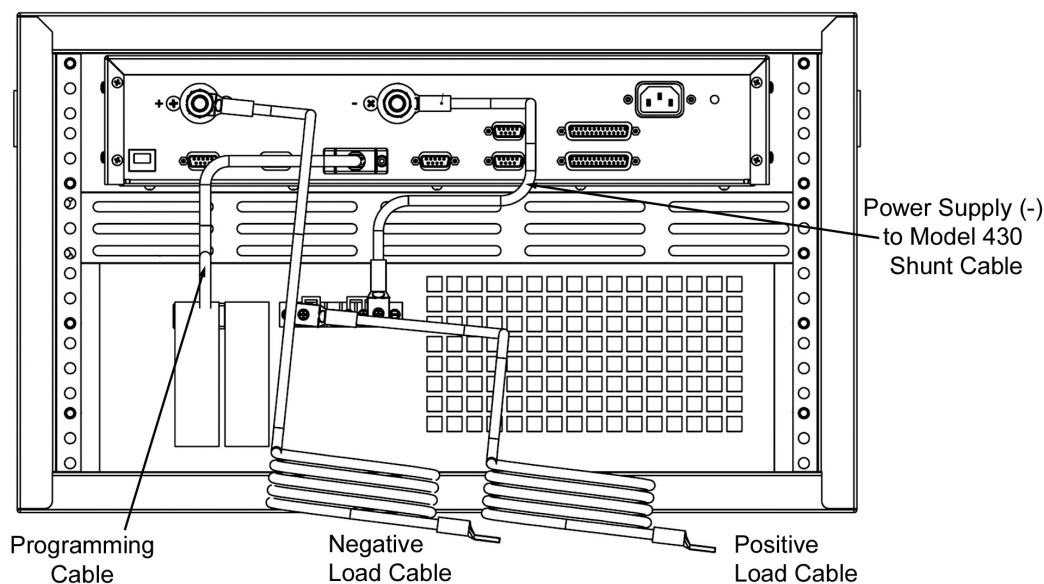 +
-
Power Supply (-)
to Model 430
Shunt Cable
Programming
Cable
Negative
Load Cable
Positive
Load Cable